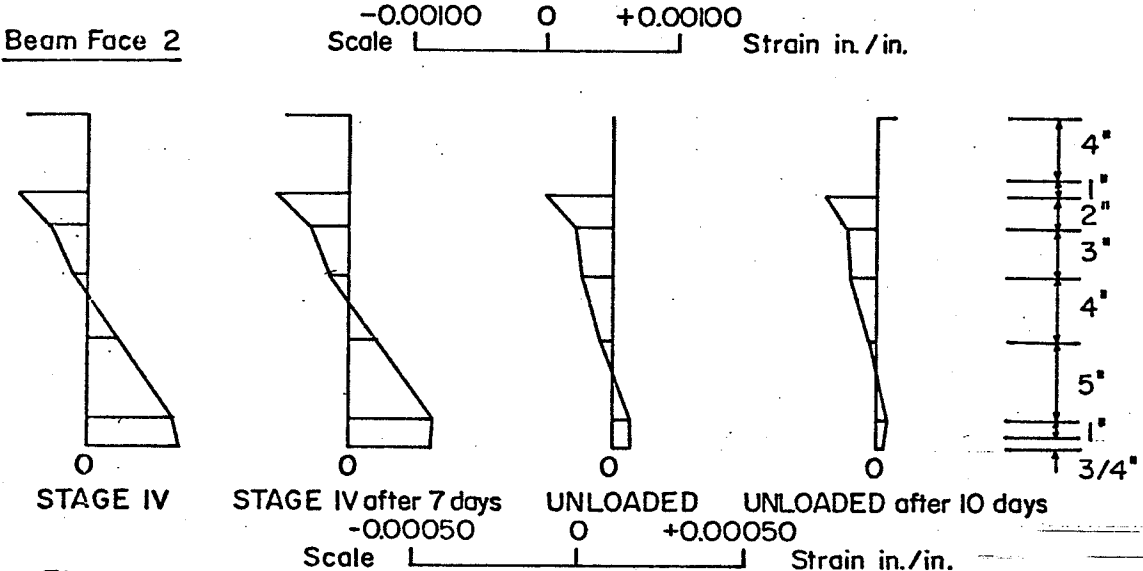 -0.00100 0 +0.00100
Beam Face 2 Scale Strain in./in.
4"
1"
2"
3"
4"
5"
1"
3/4"
0 0 0 0
STAGE IV STAGE IV after 7 days UNLOADED UNLOADED after 10 days
-0.00050 0 +0.00050
Scale Strain in./in.